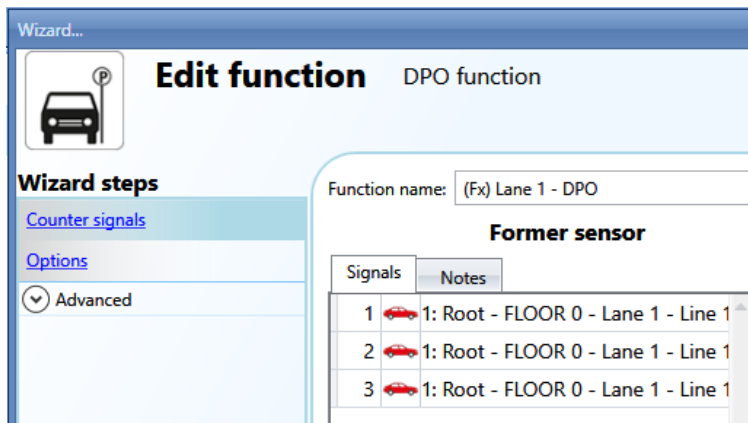 Wizard...
P
Edit function DPO function
Wizard steps
Function name: (Fx) Lane 1 - DPO
Counter signals
Former sensor
Options
Signals Notes
Advanced
1 1: Root - FLOOR 0 - Lane 1 - Line 1
2 1: Root - FLOOR 0 - Lane 1 - Line 1
3 1: Root - FLOOR 0 - Lane 1 - Line 1